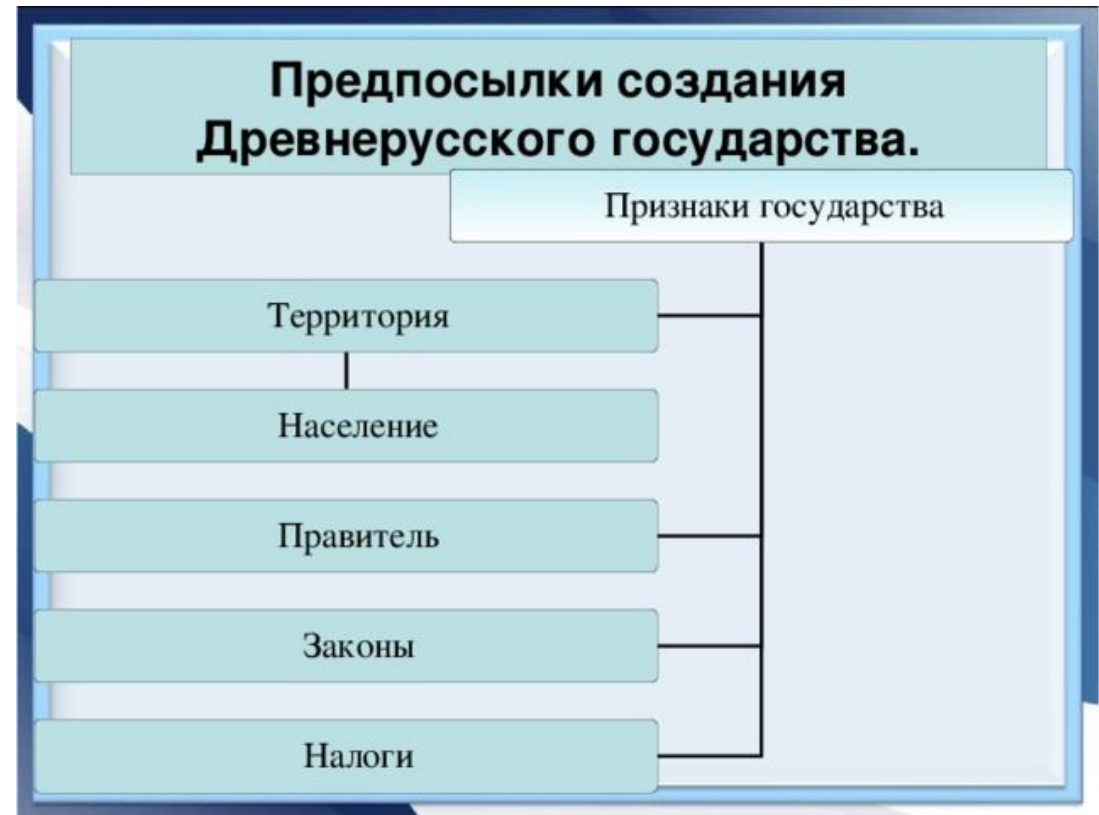 Предпосылки создания
Древнерусского государства.
Признаки государства
Территория
Население
Правитель
Законы
Налоги